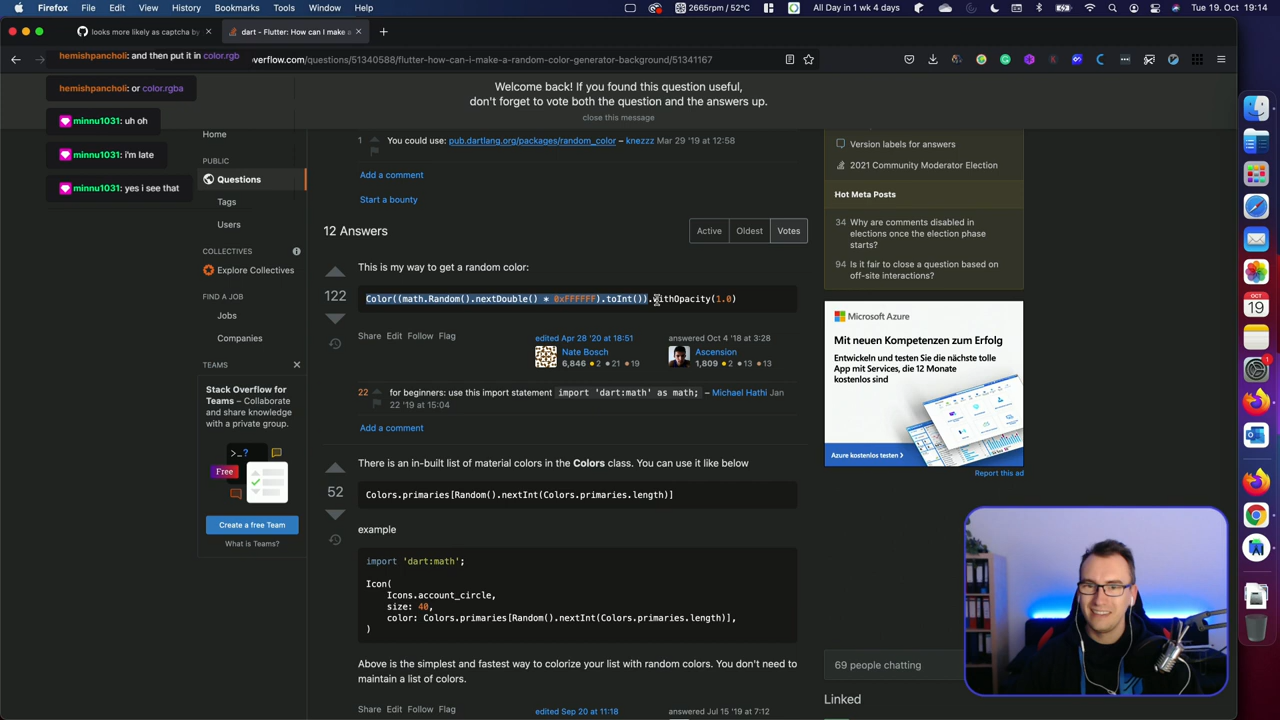 Firefox File Edit View History Bookmarks Tools Window Help
2665rpm / 52°C
All Day in 1 wk 4 days
Tue 19. Oct 19:14
looks more likely as captcha by
dart - Flutter: How can I make a
overflow.com/questions/51340588/flutter-how-can-i-make-a-random-color-generator-background/51341167
hemishpancholi: and then put it in color.rgb
hemishpancholi: or color.rgba
minnu1031: uh oh
minnu1031: i'm late
minnu1031: yes i see that
Welcome back! If you found this question useful,
don't forget to vote both the question and the answers up.
close this message
Home
PUBLIC
Questions
Tags
Users
COLLECTIVES
Explore Collectives
FIND A JOB
Jobs
Companies
TEAMS
Stack Overflow for
Teams – Collaborate
and share knowledge
with a private group.
Free
Create a free Team
What is Teams?
1 You could use: pub.dartlang.org/packages/random_color – knezzz Mar 29 '19 at 12:58
Add a comment
Start a bounty
12 Answers
Active Oldest Votes
This is my way to get a random color:
122
Color((math.Random().nextDouble() * 0xFFFFFF).toInt()).withOpacity(1.0)
Share Edit Follow Flag
edited Apr 28 '20 at 18:51
Nate Bosch
6,846 2 21 19
answered Oct 4 '18 at 3:28
Ascension
1,809 2 13 13
22 for beginners: use this import statement import 'dart:math' as math; – Michael Hathi Jan
22 '19 at 15:04
Add a comment
There is an in-built list of material colors in the Colors class. You can use it like below
52
Colors.primaries[Random().nextInt(Colors.primaries.length)]
example
import 'dart:math';
Icon(
Icons.account_circle,
size: 40,
color: Colors.primaries[Random().nextInt(Colors.primaries.length)],
)
Above is the simplest and fastest way to colorize your list with random colors. You don't need to
maintain a list of colors.
Share Edit Follow Flag
edited Sep 20 at 11:18
answered Jul 15 '19 at 7:12
Version labels for answers
2021 Community Moderator Election
Hot Meta Posts
34 Why are comments disabled in
elections once the election phase
starts?
94 Is it fair to close a question based on
off-site interactions?
Microsoft Azure
Mit neuen Kompetenzen zum Erfolg
Entwickeln und testen Sie die nächste tolle
App mit Services, die 12 Monate
kostenlos sind
Azure kostenlos testen
Report this ad
69 people chatting
Linked